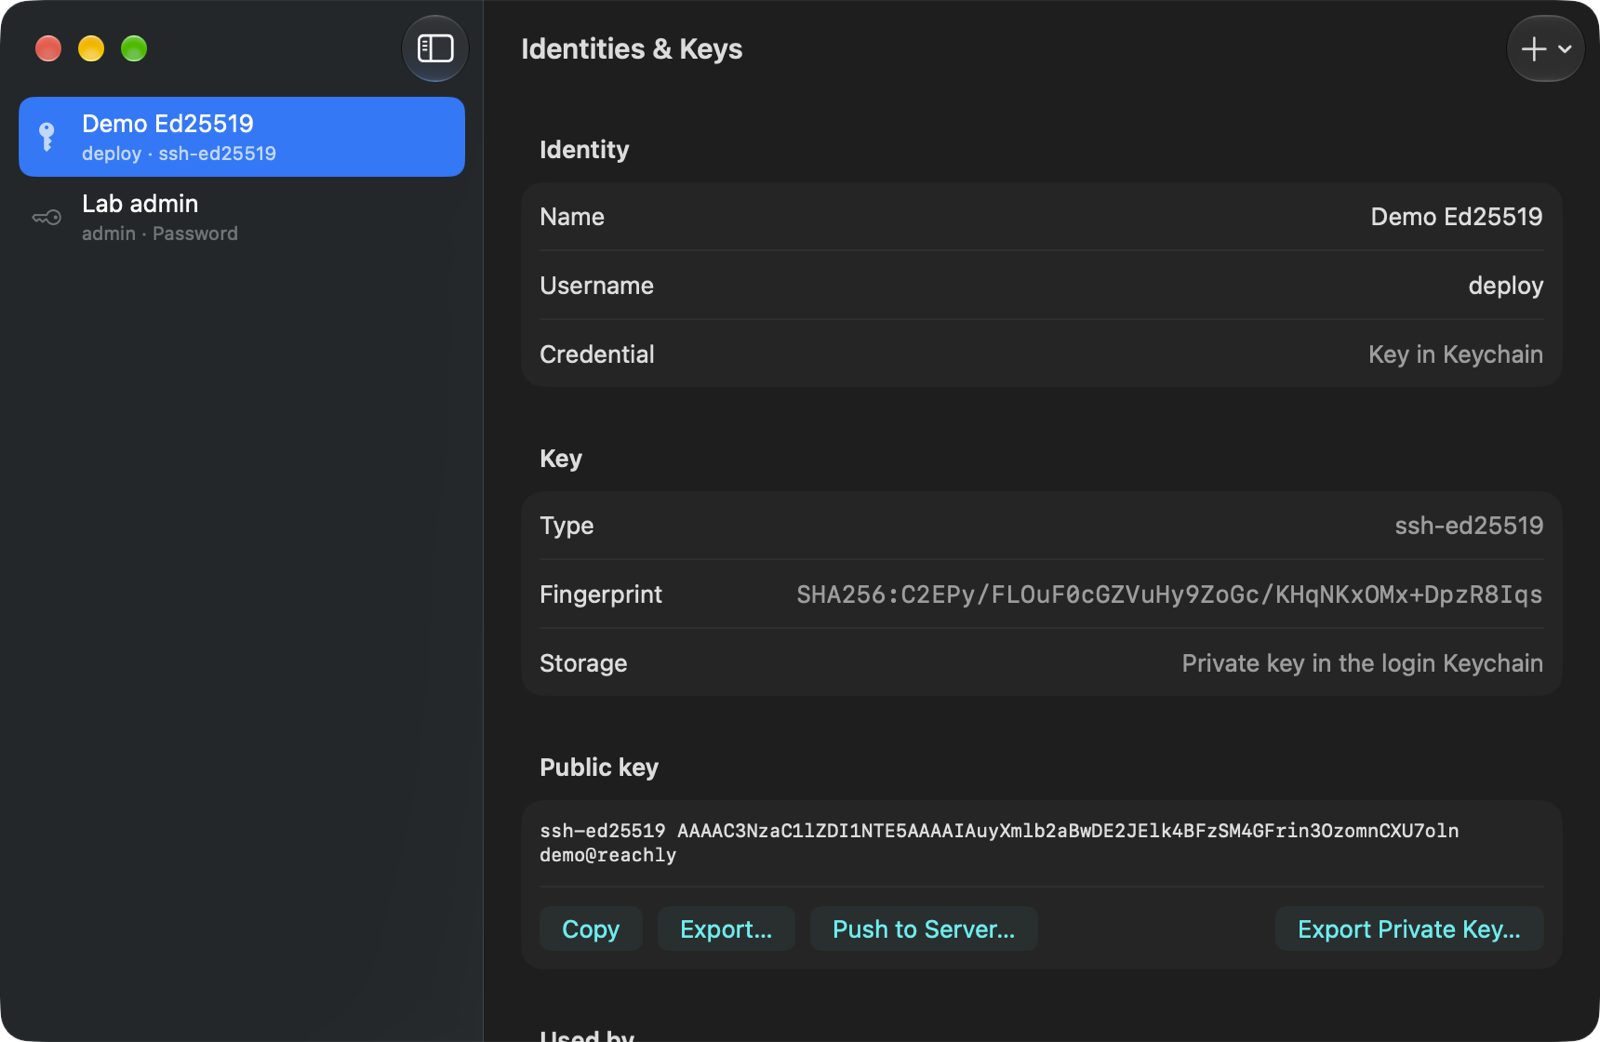 Identities & Keys
Demo Ed25519
deploy · ssh-ed25519
Lab admin
admin · Password
Identity
Name
Demo Ed25519
Username
deploy
Credential
Key in Keychain
Key
Type
ssh-ed25519
Fingerprint
SHA256:C2EPy/FLOuF0cGZVuHy9ZoGc/KHqNKxOMx+DpzR8Iqs
Storage
Private key in the login Keychain
Public key
ssh-ed25519 AAAAC3NzaC1lZDI1NTE5AAAAIAuyXmlb2aBwDE2JElk4BFzSM4GFrin3OzomnCXU7oln
demo@reachly
Copy
Export...
Push to Server...
Export Private Key...
Used by